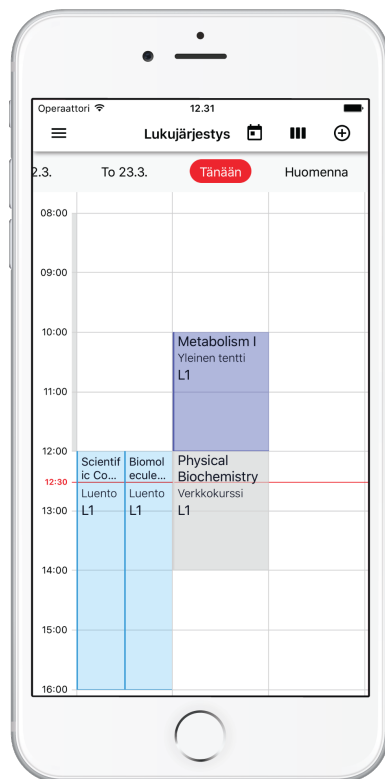 Operaattori 12.31
Lukujärjestys
2.3. To 23.3. Tänään Huomenna
08:00
09:00
10:00
Metabolism I
Yleinen tentti
L1
11:00
12:00
Scientif
ic Co...
Luento
L1
Biomol
ecule...
Luento
L1
Physical
Biochemistry
Verkkokurssi
L1
12:30
13:00
14:00
15:00
16:00